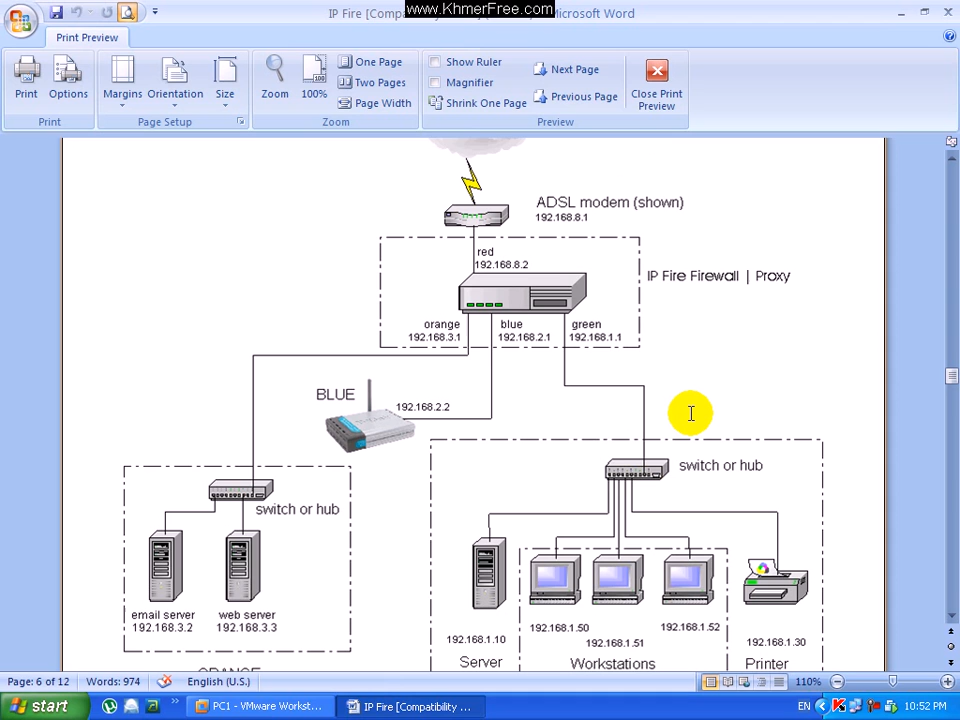 www.KhmerFree.com
IP Fire [Compa
Microsoft Word
Print Preview
Print
Options
Margins
Orientation
Size
Zoom
100%
One Page
Two Pages
Page Width
Show Ruler
Magnifier
Shrink One Page
Next Page
Previous Page
Close Print
Preview
Print
Page Setup
Zoom
Preview
ADSL modem (shown)
192.168.8.1
red
192.168.8.2
IP Fire Firewall | Proxy
orange
192.168.3.1
blue
192.168.2.1
green
192.168.1.1
BLUE
192.168.2.2
switch or hub
switch or hub
email server
192.168.3.2
web server
192.168.3.3
192.168.1.10
Server
192.168.1.50
192.168.1.51
192.168.1.52
Workstations
192.168.1.30
Printer
ORANGE
Page: 6 of 12
Words: 974
English (U.S.)
110%
start
PC1 - VMware Workst...
IP Fire [Compatibility ...
EN
10:52 PM